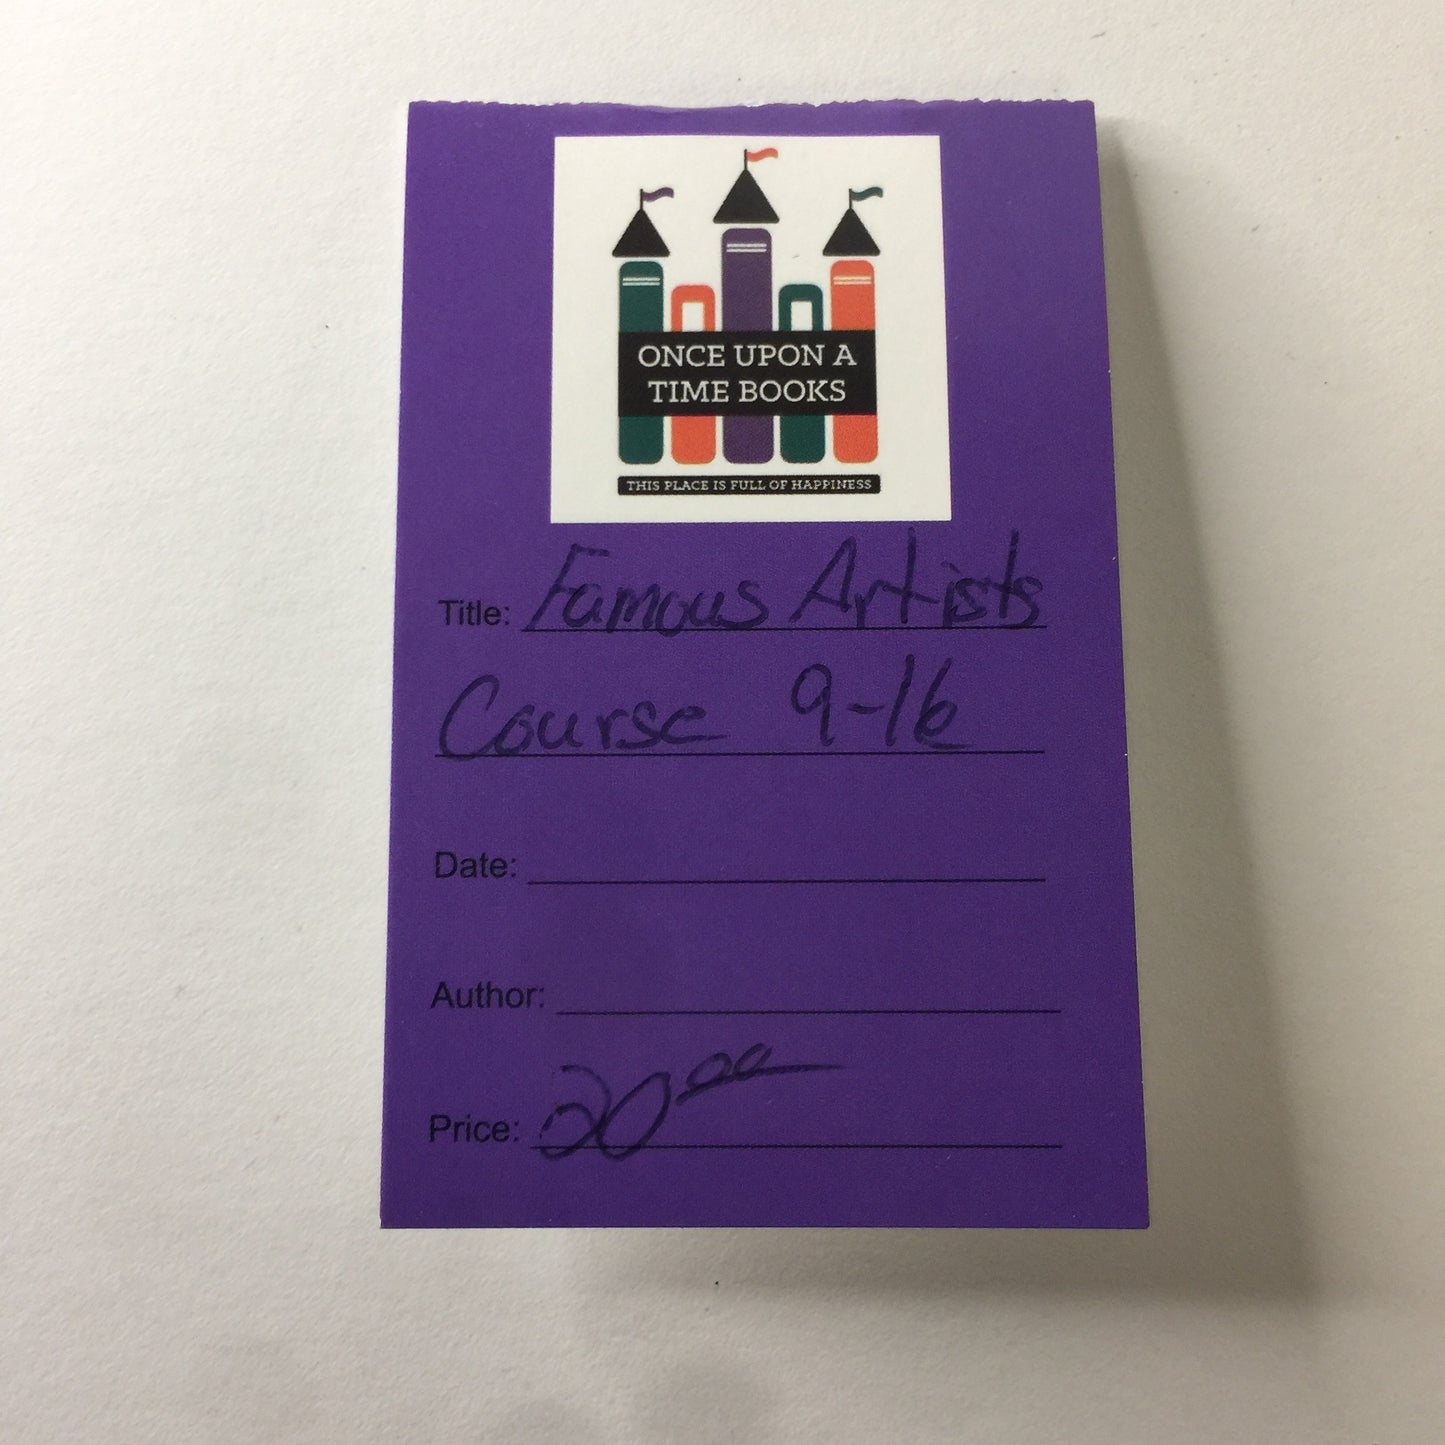 ONCE UPON A
TIME BOOKS
THIS PLACE IS FULL OF HAPPINESS
Title: Famous Artists
Course 9-16
Date:
Author:
Price: 20.00